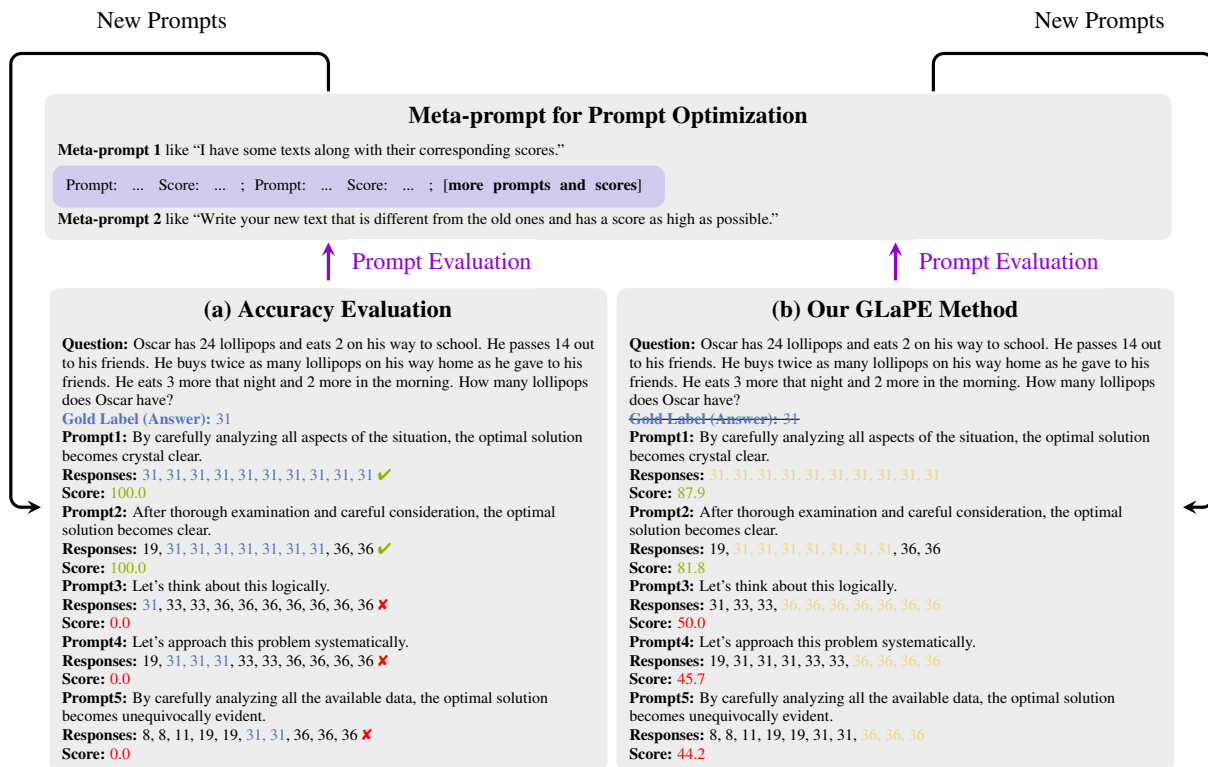 New Prompts
New Prompts
Meta-prompt for Prompt Optimization
Meta-prompt 1 like “I have some texts along with their corresponding scores.”
Prompt: ... Score: ... ; Prompt: ... Score: ... ; [more prompts and scores]
Meta-prompt 2 like “Write your new text that is different from the old ones and has a score as high as possible.”
Prompt Evaluation
Prompt Evaluation
(a) Accuracy Evaluation
Question: Oscar has 24 lollipops and eats 2 on his way to school. He passes 14 out
to his friends. He buys twice as many lollipops on his way home as he gave to his
friends. He eats 3 more that night and 2 more in the morning. How many lollipops
does Oscar have?
Gold Label (Answer): 31
Prompt1: By carefully analyzing all aspects of the situation, the optimal solution
becomes crystal clear.
Responses: 31, 31, 31, 31, 31, 31, 31, 31, 31, 31 ✔
Score: 100.0
Prompt2: After thorough examination and careful consideration, the optimal
solution becomes clear.
Responses: 19, 31, 31, 31, 31, 31, 31, 31, 36, 36 ✔
Score: 100.0
Prompt3: Let’s think about this logically.
Responses: 31, 33, 33, 36, 36, 36, 36, 36, 36, 36 ✘
Score: 0.0
Prompt4: Let’s approach this problem systematically.
Responses: 19, 31, 31, 31, 33, 33, 36, 36, 36, 36 ✘
Score: 0.0
Prompt5: By carefully analyzing all the available data, the optimal solution
becomes unequivocally evident.
Responses: 8, 8, 11, 19, 19, 31, 31, 36, 36, 36 ✘
Score: 0.0
(b) Our GLaPE Method
Question: Oscar has 24 lollipops and eats 2 on his way to school. He passes 14 out
to his friends. He buys twice as many lollipops on his way home as he gave to his
friends. He eats 3 more that night and 2 more in the morning. How many lollipops
does Oscar have?
Gold Label (Answer): 31
Prompt1: By carefully analyzing all aspects of the situation, the optimal solution
becomes crystal clear.
Responses: 31, 31, 31, 31, 31, 31, 31, 31, 31, 31
Score: 87.9
Prompt2: After thorough examination and careful consideration, the optimal
solution becomes clear.
Responses: 19, 31, 31, 31, 31, 31, 31, 31, 36, 36
Score: 81.8
Prompt3: Let’s think about this logically.
Responses: 31, 33, 33, 36, 36, 36, 36, 36, 36, 36
Score: 50.0
Prompt4: Let’s approach this problem systematically.
Responses: 19, 31, 31, 31, 33, 33, 36, 36, 36, 36
Score: 45.7
Prompt5: By carefully analyzing all the available data, the optimal solution
becomes unequivocally evident.
Responses: 8, 8, 11, 19, 19, 31, 31, 36, 36, 36
Score: 44.2